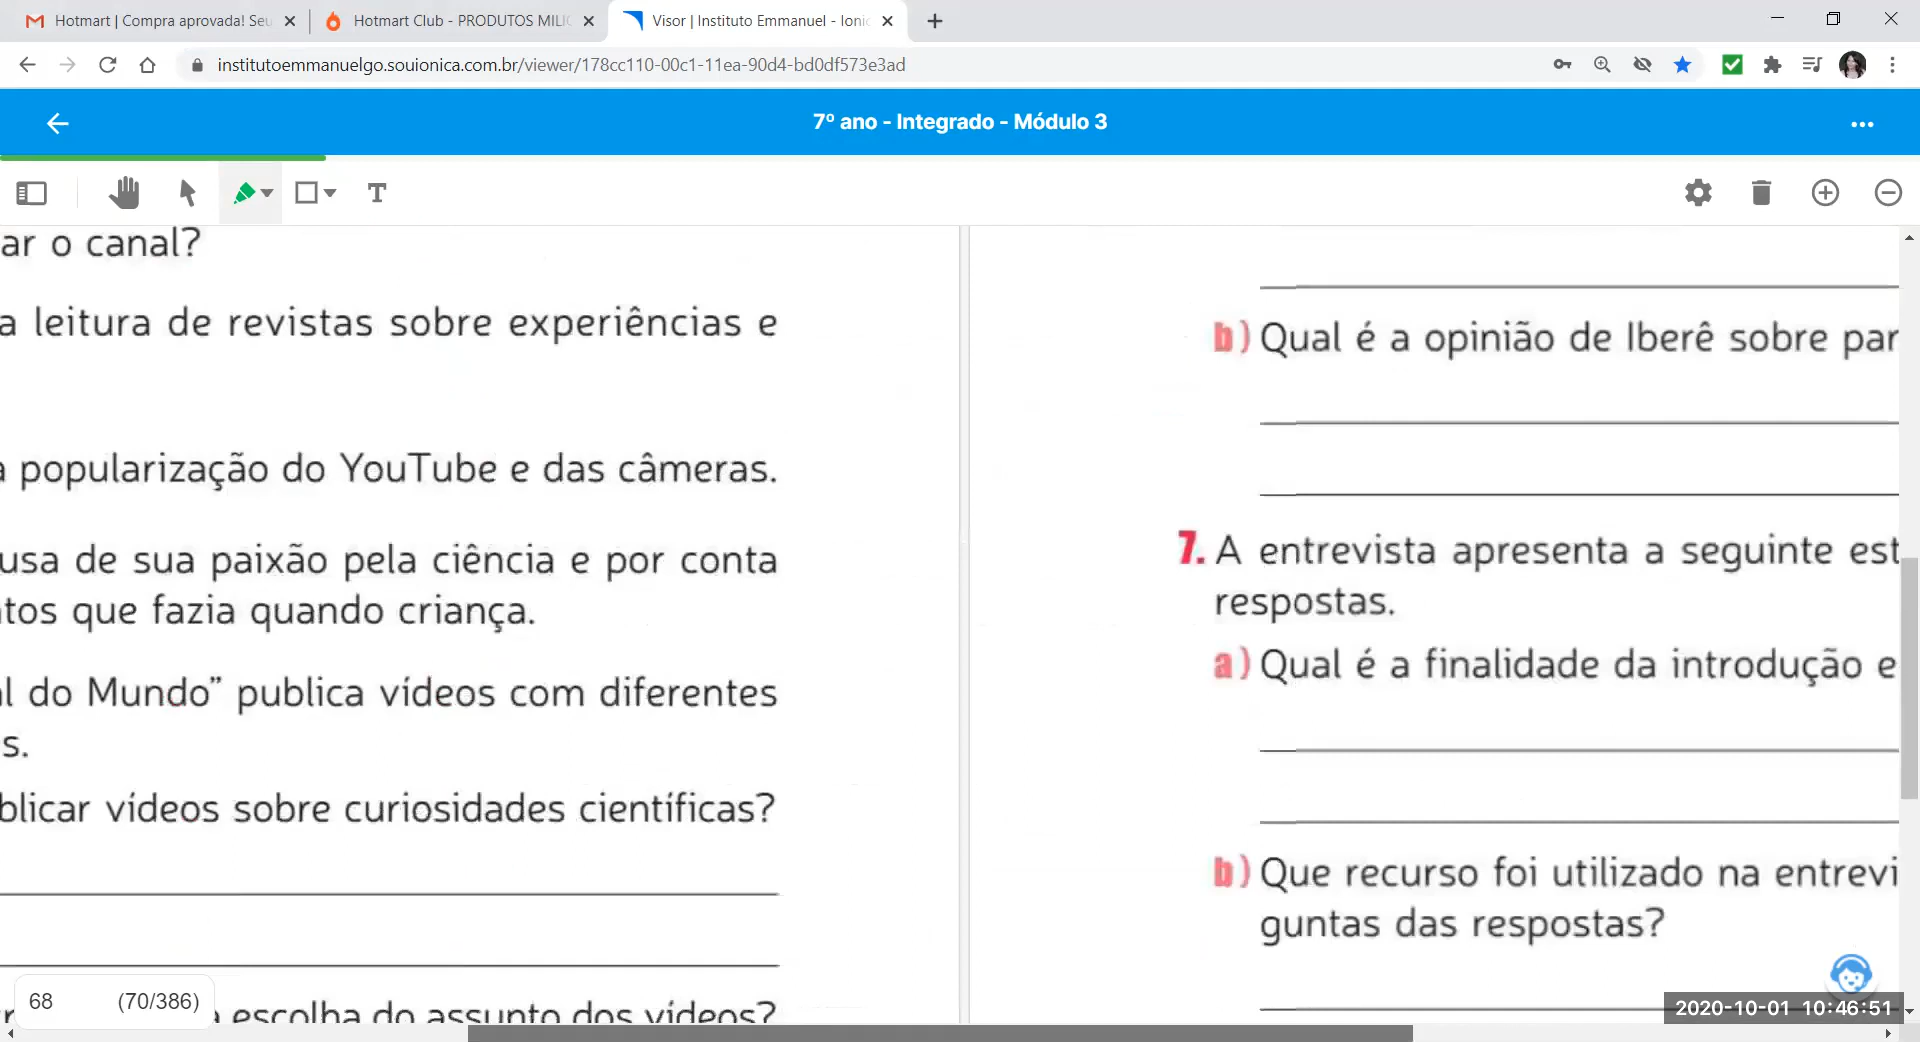 Hotmart | Compra aprovada! Seu
Hotmart Club - PRODUTOS MILIO
Visor | Instituto Emmanuel - Ionic
institutoemmanuelgo.souionica.com.br/viewer/178cc110-00c1-11ea-90d4-bd0df573e3ad
7º ano - Integrado - Módulo 3
T
ar o canal?
a leitura de revistas sobre experiências e
a popularização do YouTube e das câmeras.
usa de sua paixão pela ciência e por conta
tos que fazia quando criança.
al do Mundo” publica vídeos com diferentes
s.
blicar vídeos sobre curiosidades científicas?
a escolha do assunto dos vídeos?
68 (70/386)
b) Qual é a opinião de Iberê sobre par
7. A entrevista apresenta a seguinte est
respostas.
a) Qual é a finalidade da introdução e
b) Que recurso foi utilizado na entrevi
guntas das respostas?
2020-10-01 10:46:51